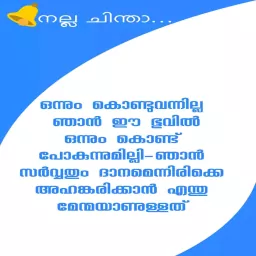 നല്ല ചിന്താ...
ഒന്നും കൊണ്ടുവന്നില്ല
ഞാൻ ഈ ഭുവിൽ
ഒന്നും കൊണ്ട്
പോകുന്നുമില്ലി-ഞാൻ
സർവ്വതും ദാനമെന്നിരിക്കെ
അഹങ്കരിക്കാൻ എന്തു
മേന്മയാണുള്ളത്